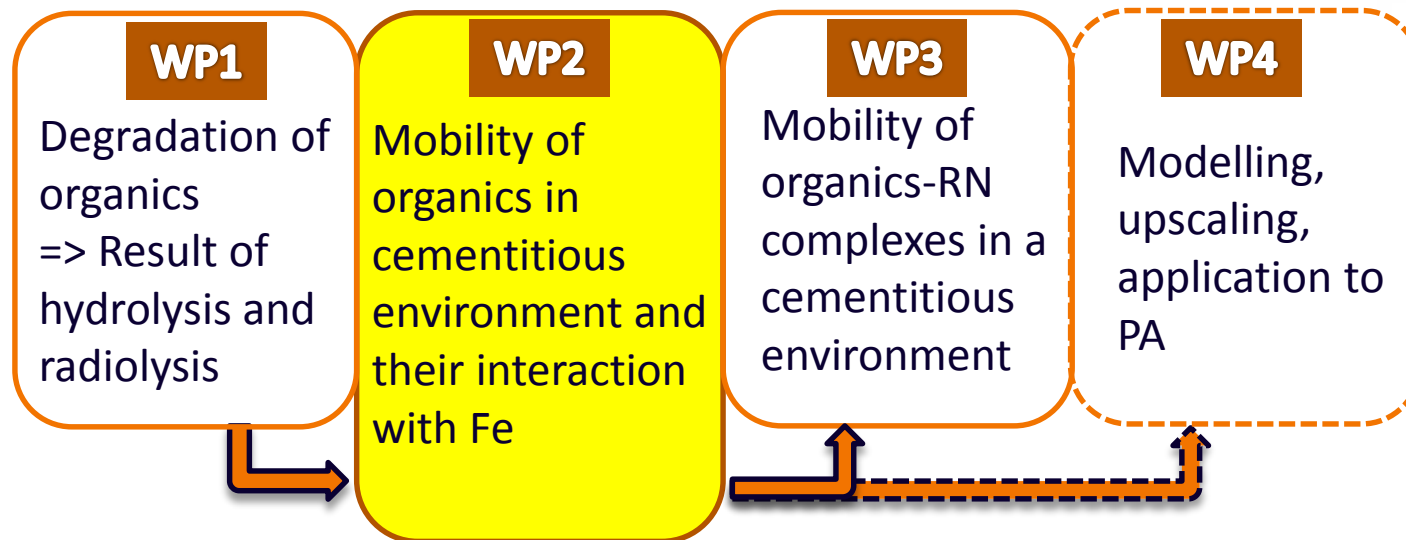 WP1
Degradation of
organics
=> Result of
hydrolysis and
radiolysis
WP2
Mobility of
organics in
cementitious
environment and
their interaction
with Fe
WP3
Mobility of
organics-RN
complexes in a
cementitious
environment
WP4
Modelling,
upscaling,
application to
PA